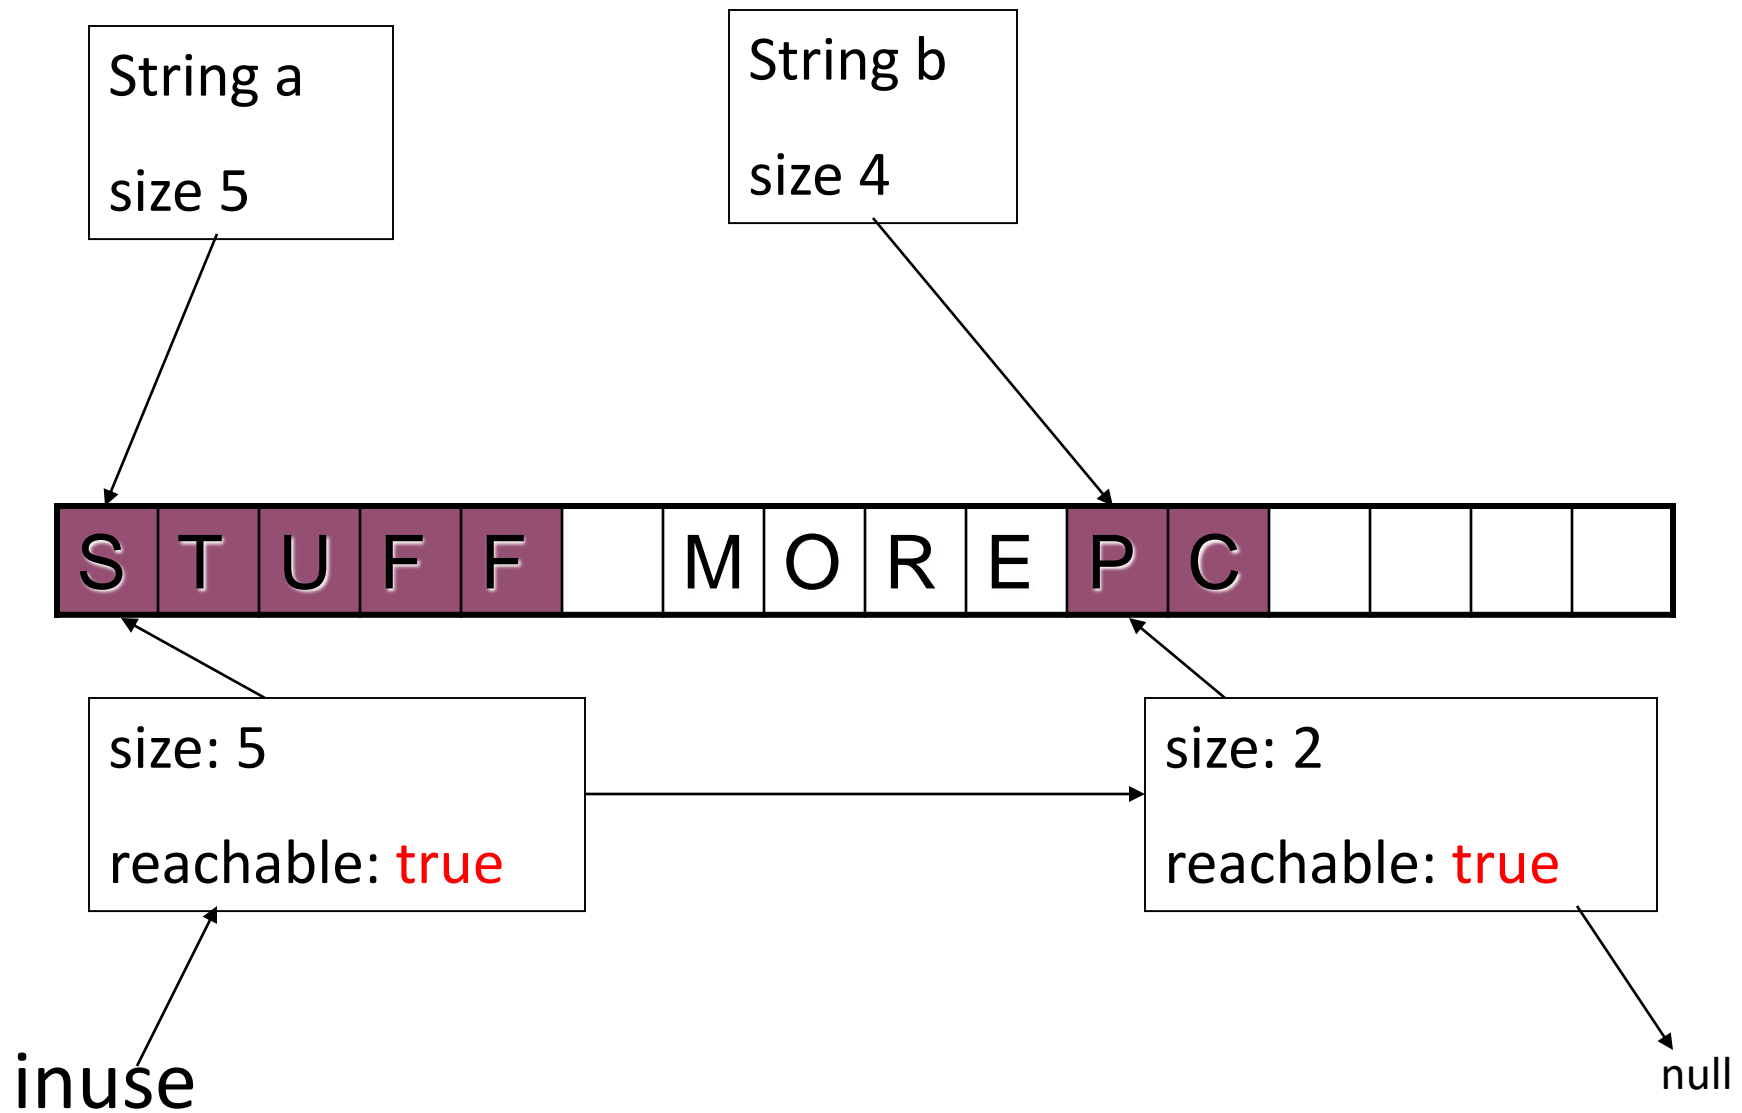 String a
size 5
String b
size 4
S T U F F M O R E P C
size: 5
reachable: true
size: 2
reachable: true
inuse
null